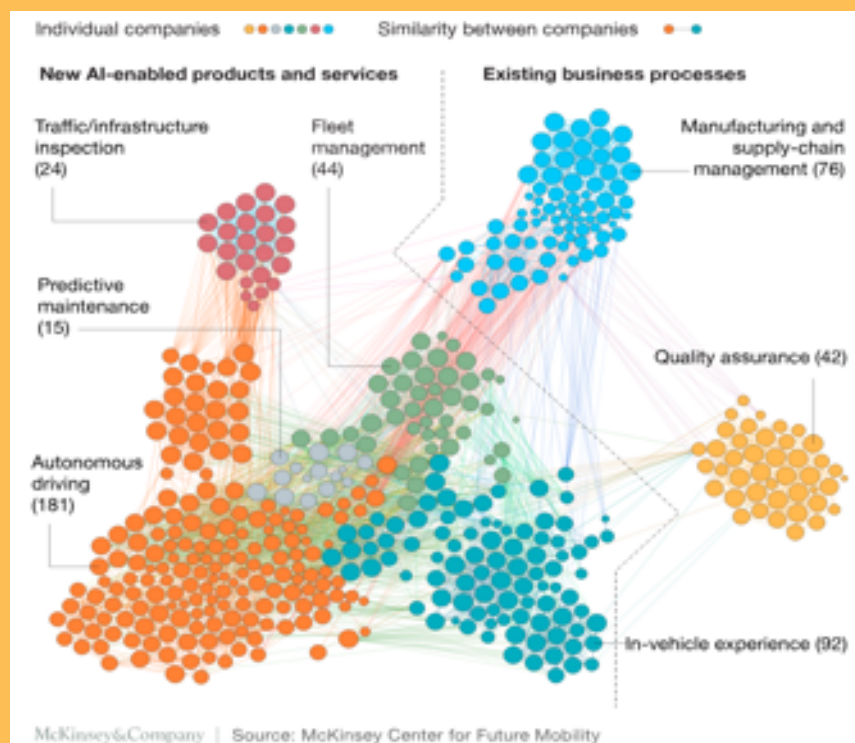 Individual companies
Similarity between companies
New AI-enabled products and services
Existing business processes
Traffic/infrastructure
inspection
(24)
Fleet
management
(44)
Manufacturing and
supply-chain
management (76)
Predictive
maintenance
(15)
Quality assurance (42)
Autonomous
driving
(181)
In-vehicle experience (92)
McKinsey&Company | Source: McKinsey Center for Future Mobility